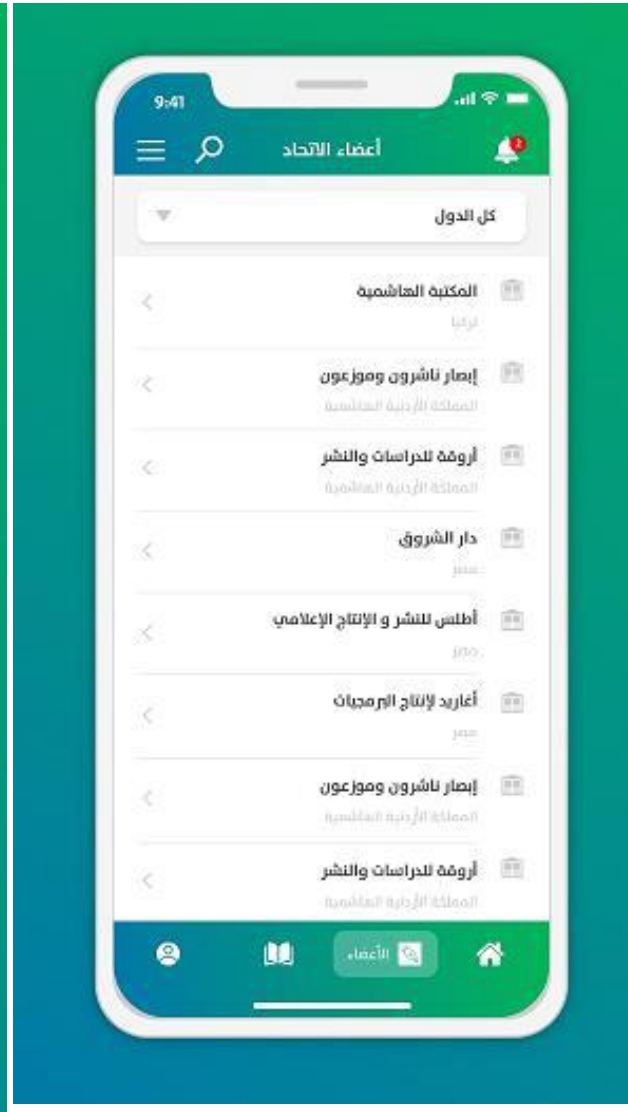 9:41
أعضاء الاتحاد
2
كل الدول
المكتبة الهاشمية
تركيا
إبصار ناشرون وموزعون
المملكة الأردنية الهاشمية
أروقة للدراسات والنشر
المملكة الأردنية الهاشمية
دار الشروق
مصر
أطلس للنشر و الإنتاج الإعلامي
مصر
أغاريد لإنتاج البرمجيات
مصر
إبصار ناشرون وموزعون
المملكة الأردنية الهاشمية
أروقة للدراسات والنشر
المملكة الأردنية الهاشمية
الأعضاء